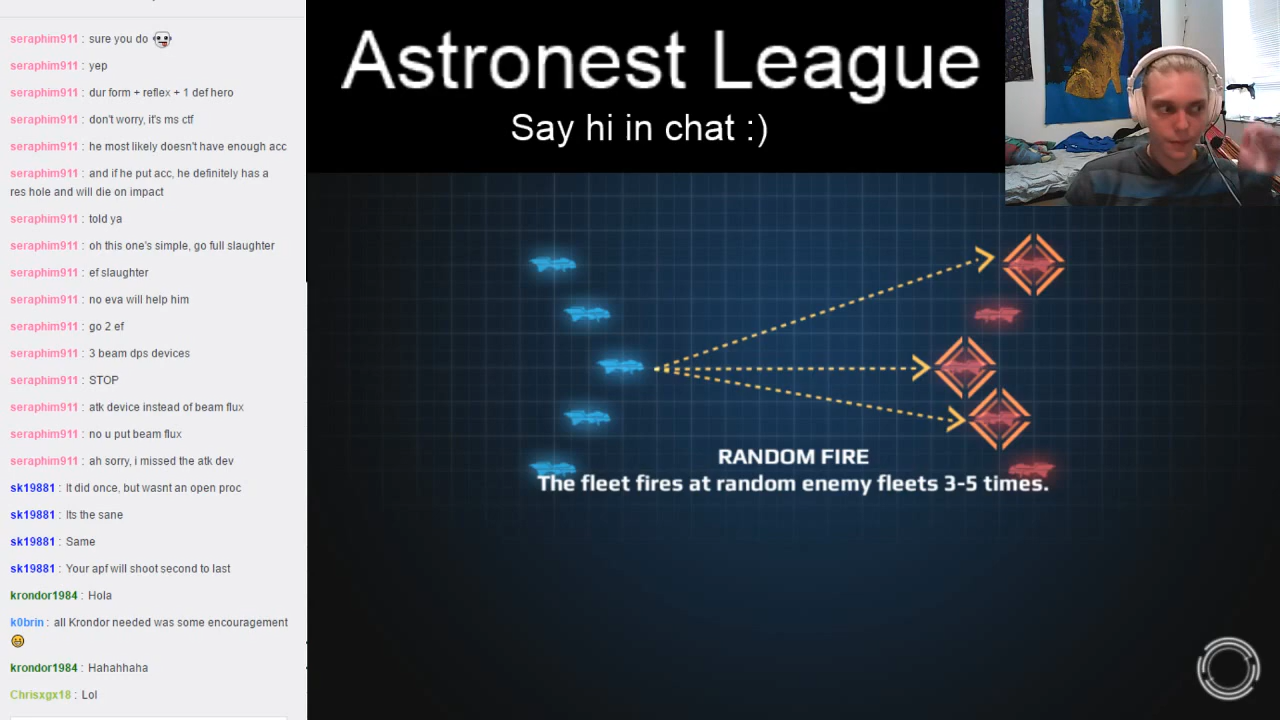 seraphim911 : sure you do
seraphim911 : yep
seraphim911 : dur form + reflex + 1 def hero
seraphim911 : don't worry, it's ms ctf
seraphim911 : he most likely doesn't have enough acc
seraphim911 : and if he put acc, he definitely has a
res hole and will die on impact
seraphim911 : told ya
seraphim911 : oh this one's simple, go full slaughter
seraphim911 : ef slaughter
seraphim911 : no eva will help him
seraphim911 : go 2 ef
seraphim911 : 3 beam dps devices
seraphim911 : STOP
seraphim911 : atk device instead of beam flux
seraphim911 : no u put beam flux
seraphim911 : ah sorry, i missed the atk dev
sk19881 : It did once, but wasnt an open proc
sk19881 : Its the sane
sk19881 : Same
sk19881 : Your apf will shoot second to last
krondor1984 : Hola
k0brin : all Krondor needed was some encouragement
krondor1984 : Hahahhaha
Chrisxgx18 : Lol
Astronest League
Say hi in chat :)
RANDOM FIRE
The fleet fires at random enemy fleets 3-5 times.